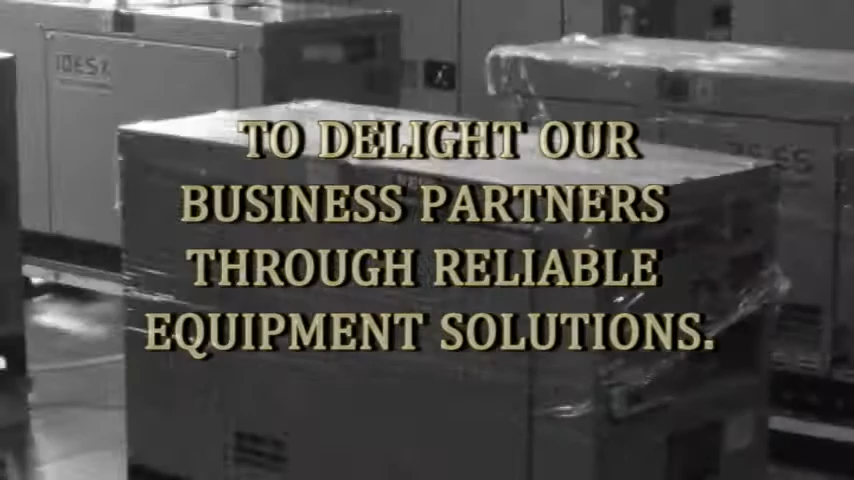 TO DELIGHT OUR
BUSINESS PARTNERS
THROUGH RELIABLE
EQUIPMENT SOLUTIONS.